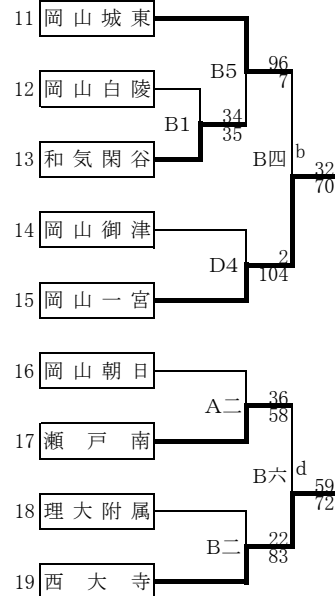 11 岡山城東
B5
96
7
12 岡山白陵
B1
34
35
13 和気閑谷
B四
b
32
70
14 岡山御津
D4
2
104
15 岡山一宮
16 岡山朝日
A二
36
58
17 瀬戸南
B六
d
59
72
18 理大附属
B二
22
83
19 西大寺